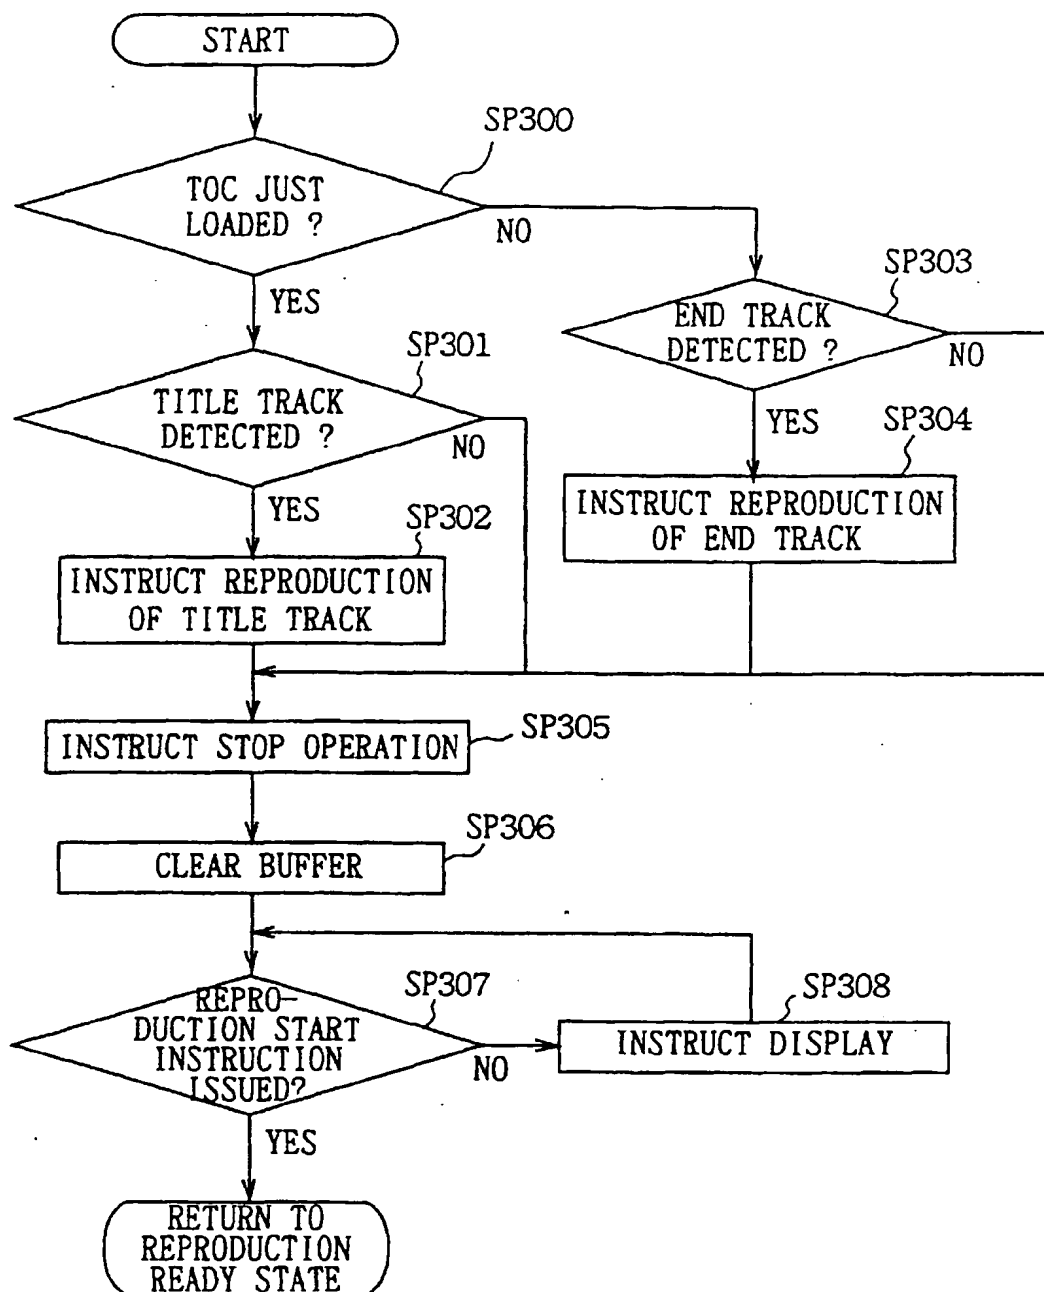 START
SP300
TOC JUST
LOADED ?
NO
YES
SP303
END TRACK
DETECTED ?
NO
YES
SP301
TITLE TRACK
DETECTED ?
NO
YES
SP304
INSTRUCT REPRODUCTION
OF END TRACK
SP302
INSTRUCT REPRODUCTION
OF TITLE TRACK
INSTRUCT STOP OPERATION
SP305
SP306
CLEAR BUFFER
SP307
REPRO-
DUCTION START
INSTRUCTION
ISSUED?
NO
YES
SP308
INSTRUCT DISPLAY
RETURN TO
REPRODUCTION
READY STATE